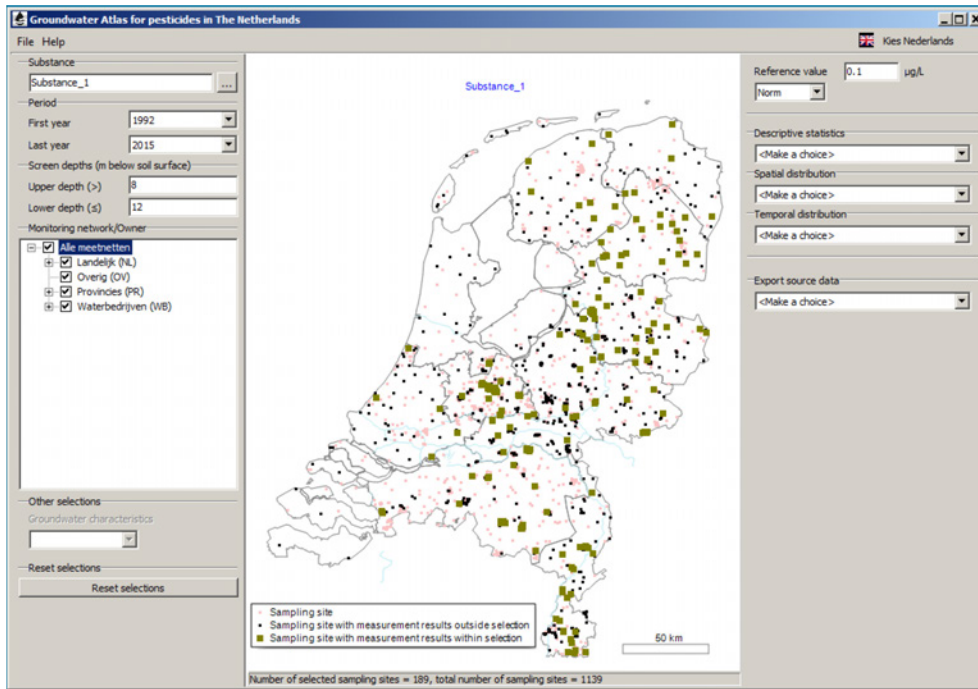 Groundwater Atlas for pesticides in The Netherlands
File Help
Kies Nederlands
Substance
Substance_1
...
Period
First year 1992
Last year 2015
Screen depths (m below soil surface)
Upper depth (>) 8
Lower depth (≤) 12
Monitoring network/Owner
Alle meetnetten
Landelijk (NL)
Overig (OV)
Provincies (PR)
Waterbedrijven (WB)
Other selections
Groundwater characteristics
Reset selections
Reset selections
Substance_1
Sampling site
Sampling site with measurement results outside selection
Sampling site with measurement results within selection
50 km
Number of selected sampling sites = 189, total number of sampling sites = 1139
Reference value 0.1 µg/L
Norm
Descriptive statistics
<Make a choice>
Spatial distribution
<Make a choice>
Temporal distribution
<Make a choice>
Export source data
<Make a choice>